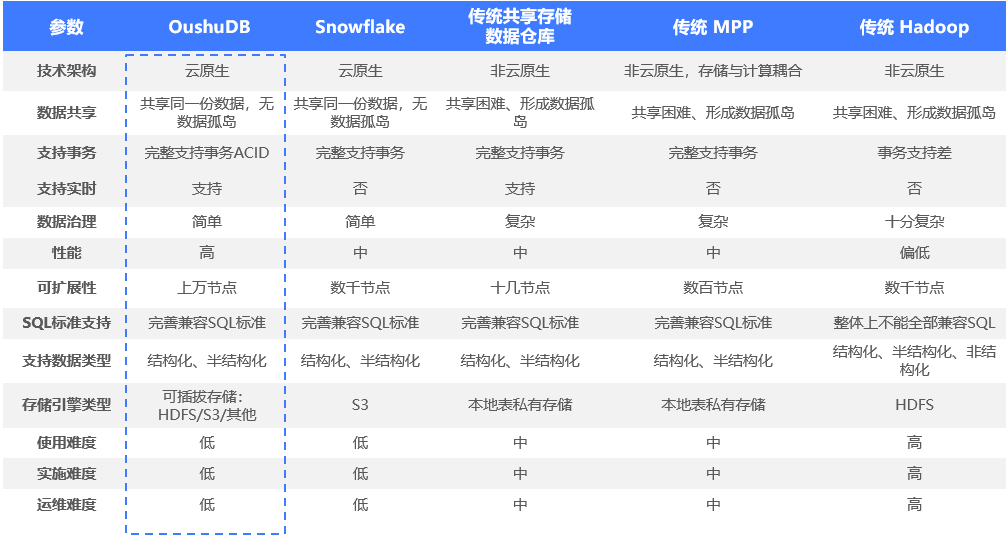 参数 OushuDB Snowflake 传统共享存储 传统 MPP 传统 Hadoop
数据仓库
技术架构 云原生 云原生 非云原生 非云原生，存储与计算耦合 非云原生
数据共享 共享同一份数据，无 共享同一份数据，无 共享困难、形成数据孤 共享困难、形成数据孤岛 共享困难、形成数据孤岛
数据孤岛 数据孤岛 岛
支持事务 完整支持事务ACID 完整支持事务 完整支持事务 完整支持事务 事务支持差
支持实时 支持 否 支持 否 否
数据治理 简单 简单 复杂 复杂 十分复杂
性能 高 中 中 中 偏低
可扩展性 上万节点 数千节点 十几节点 数百节点 数千节点
SQL标准支持 完善兼容SQL标准 完善兼容SQL标准 完善兼容SQL标准 完善兼容SQL标准 整体上不能全部兼容SQL
支持数据类型 结构化、半结构化 结构化、半结构化 结构化、半结构化 结构化、半结构化 结构化、半结构化、非结
构化
存储引擎类型 可插拔存储： S3 本地表私有存储 本地表私有存储 HDFS
HDFS/S3/其他
使用难度 低 低 中 中 高
实施难度 低 低 中 中 高
运维难度 低 低 中 中 高